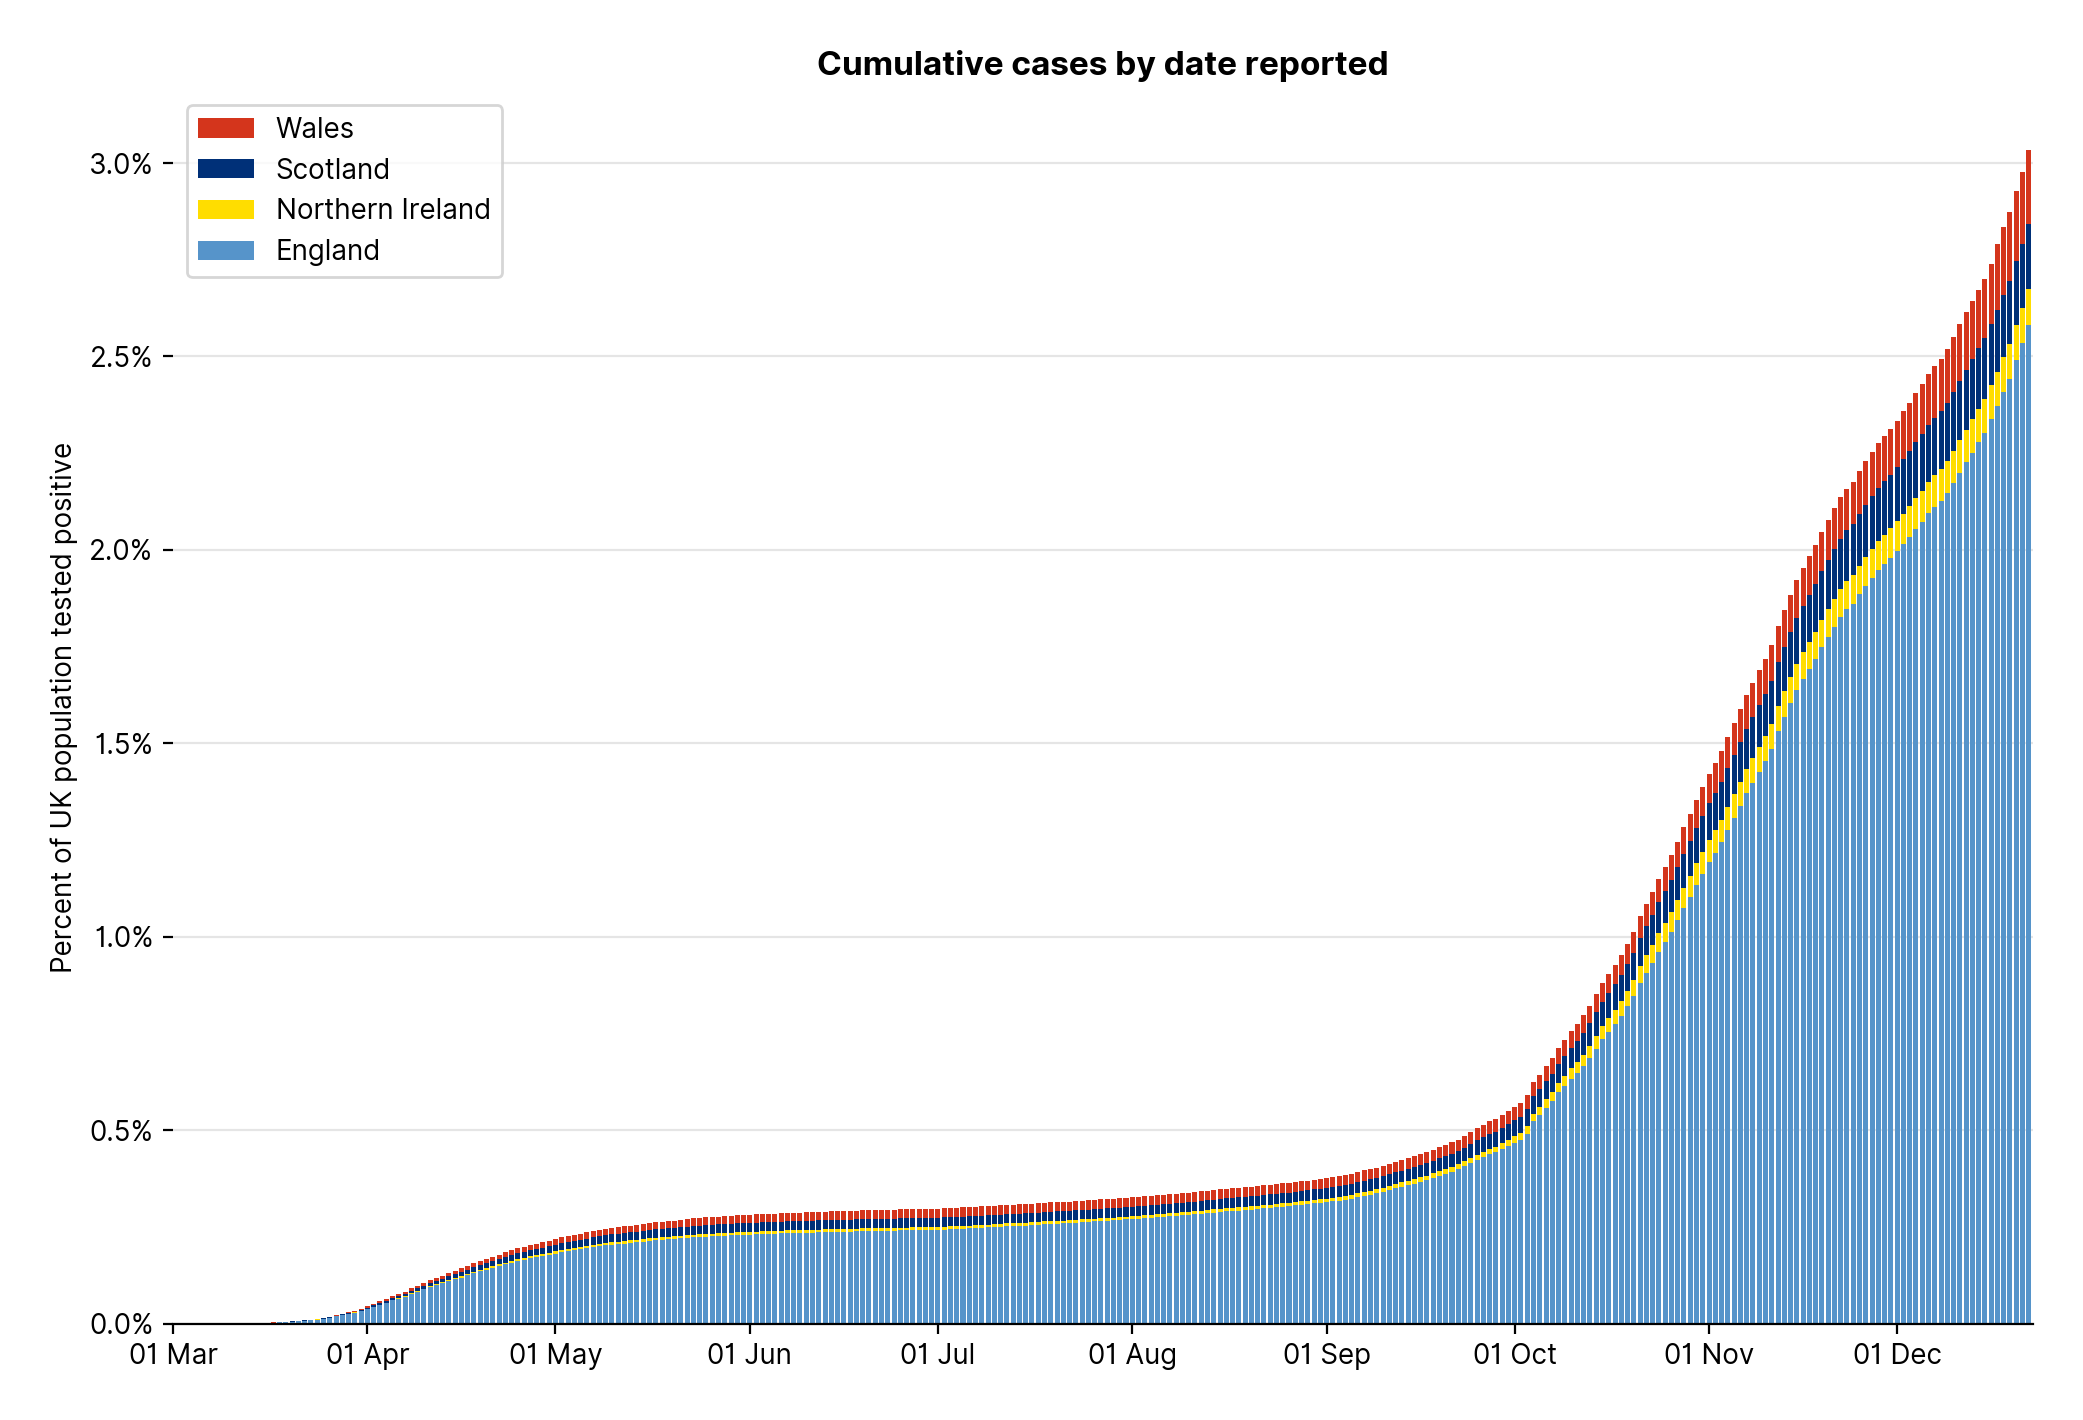 Cumulative cases by date reported
Wales
Scotland
Northern Ireland
England
Percent of UK population tested positive
3.0%
2.5%
2.0%
1.5%
1.0%
0.5%
0.0%
01 Mar
01 Apr
01 May
01 Jun
01 Jul
01 Aug
01 Sep
01 Oct
01 Nov
01 Dec